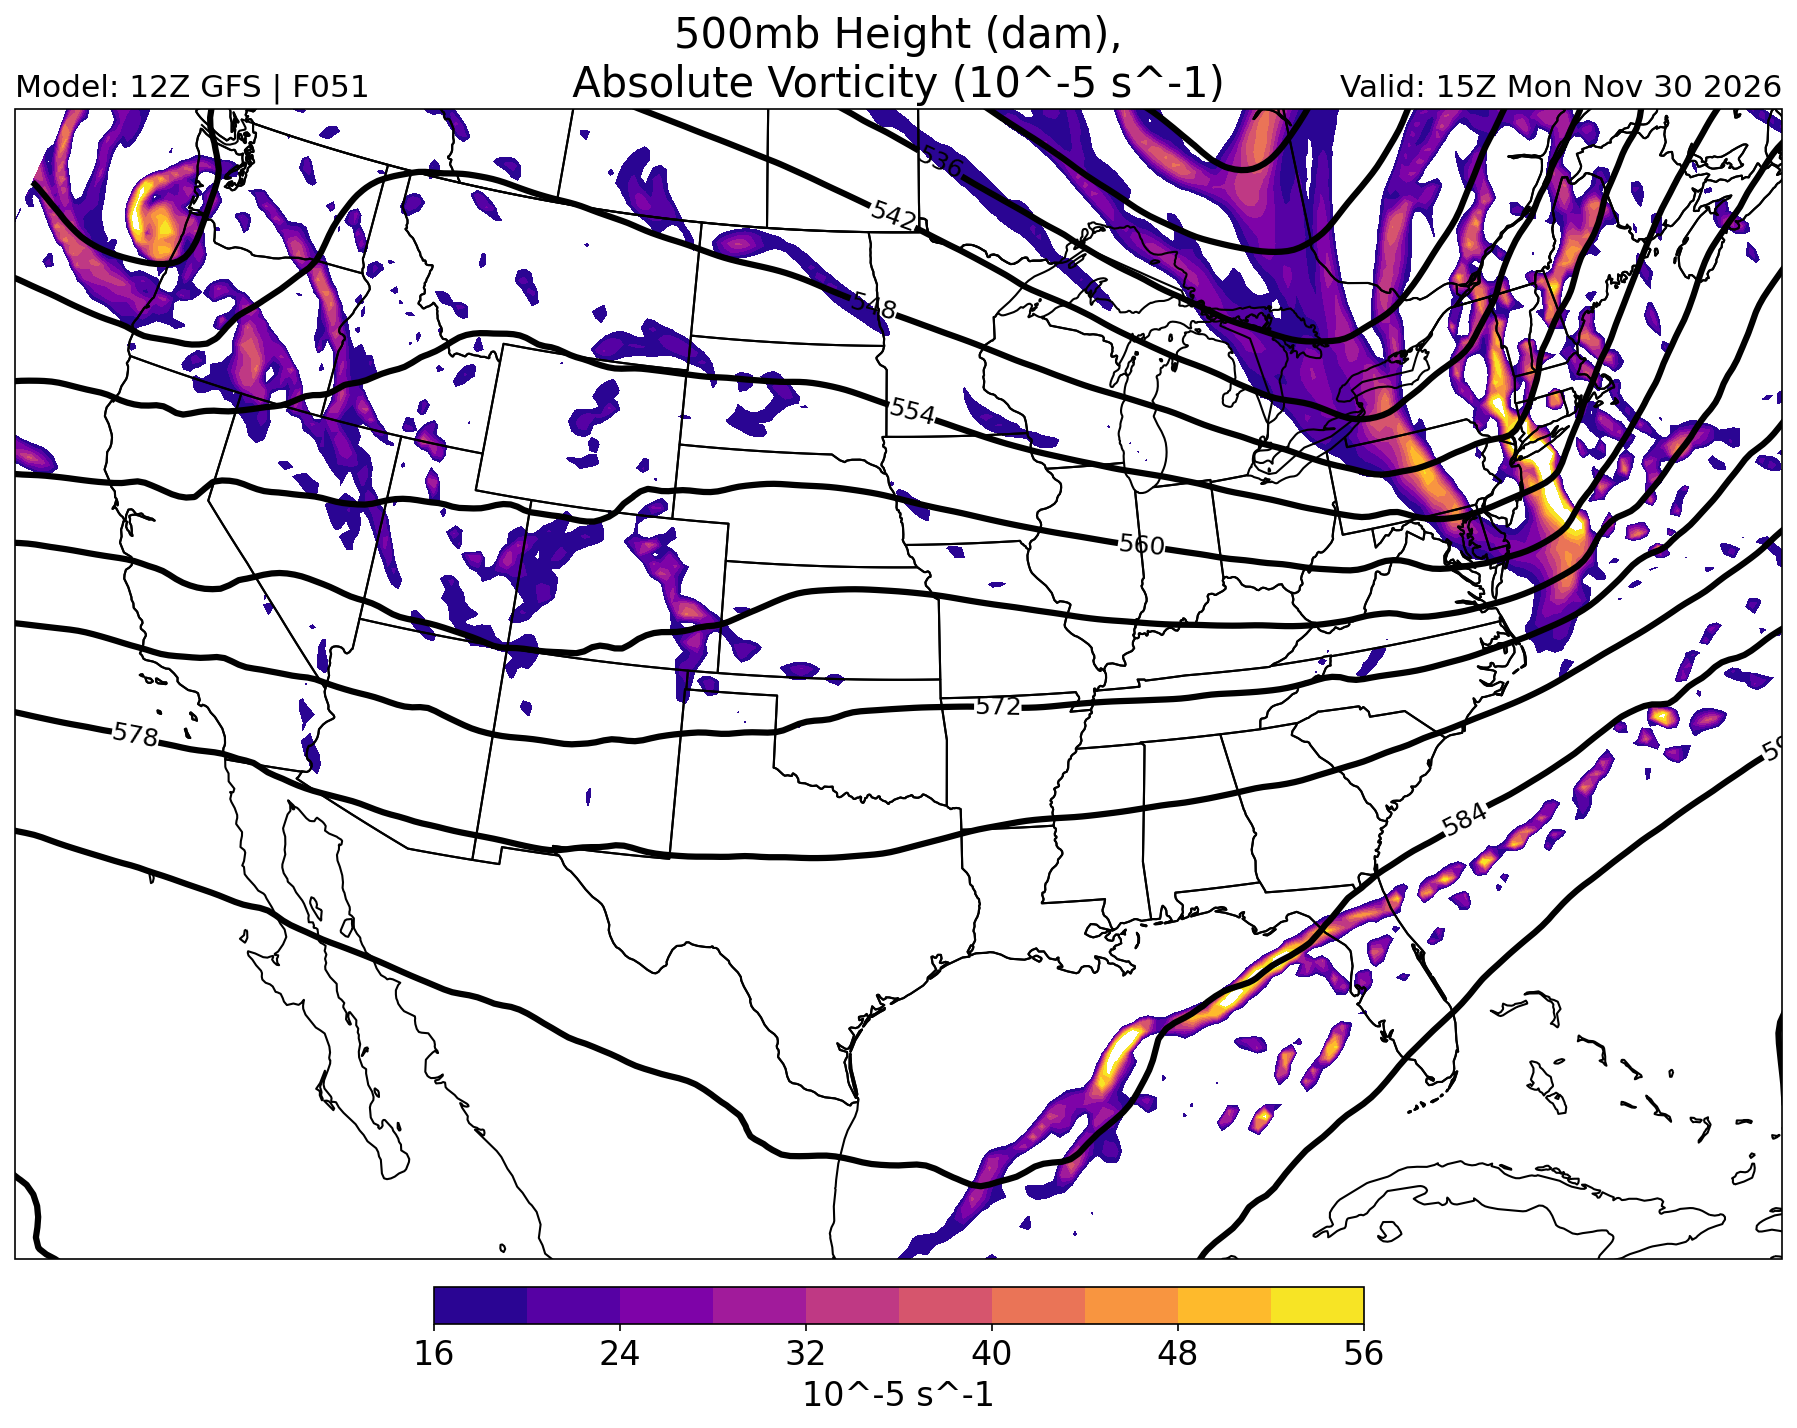 500mb Height (dam),
Model: 12Z GFS | F051
Absolute Vorticity (10^-5 s^-1)
Valid: 15Z Mon Nov 30 2026
536
542
548
554
560
572
578
584
16 24 32 40 48 56
10^-5 s^-1